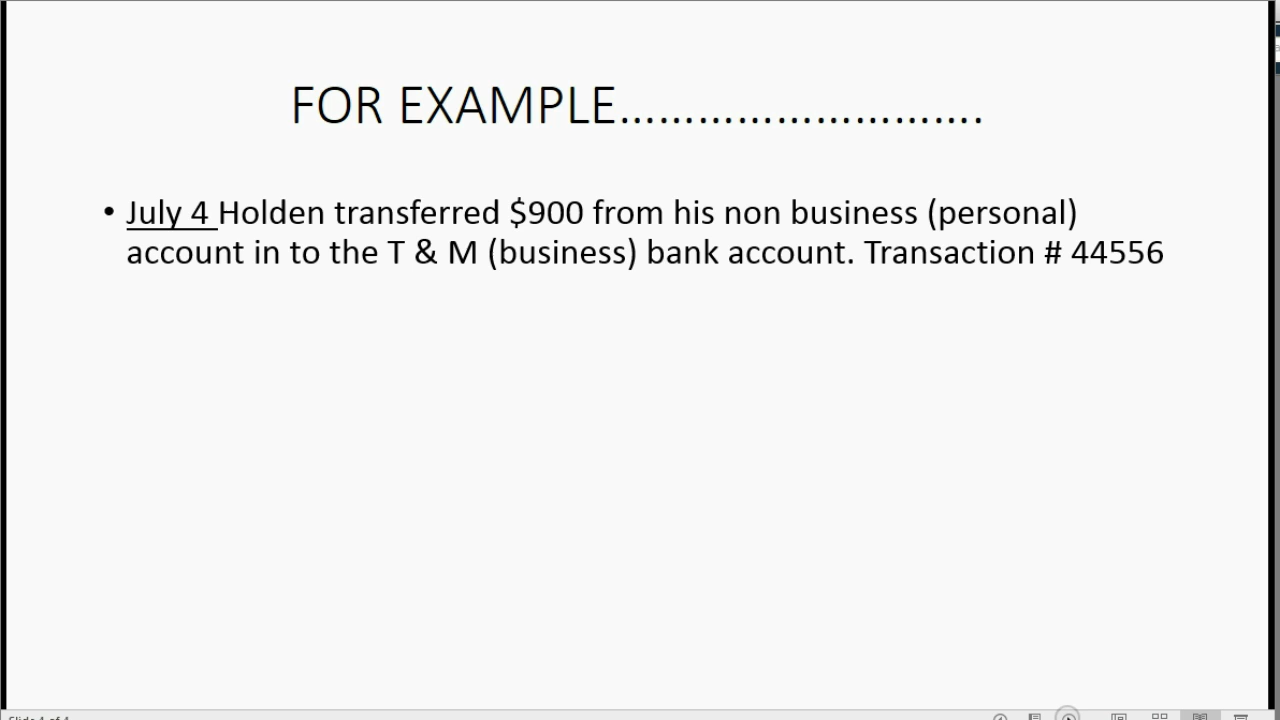 FOR EXAMPLE……………………….
• July 4 Holden transferred $900 from his non business (personal)
account in to the T & M (business) bank account. Transaction # 44556